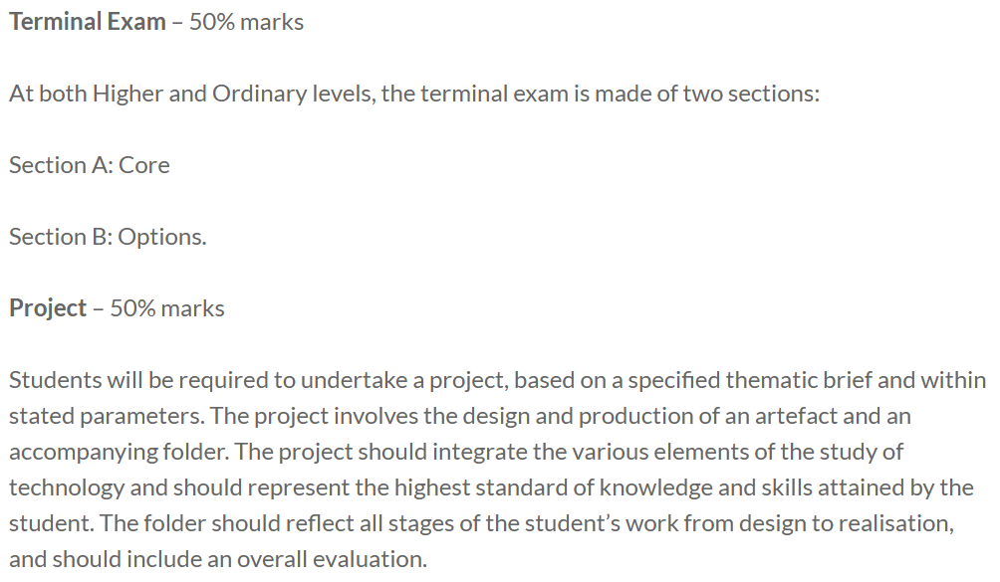 Terminal Exam – 50% marks
At both Higher and Ordinary levels, the terminal exam is made of two sections:
Section A: Core
Section B: Options.
Project – 50% marks
Students will be required to undertake a project, based on a specified thematic brief and within
stated parameters. The project involves the design and production of an artefact and an
accompanying folder. The project should integrate the various elements of the study of
technology and should represent the highest standard of knowledge and skills attained by the
student. The folder should reflect all stages of the student’s work from design to realisation,
and should include an overall evaluation.